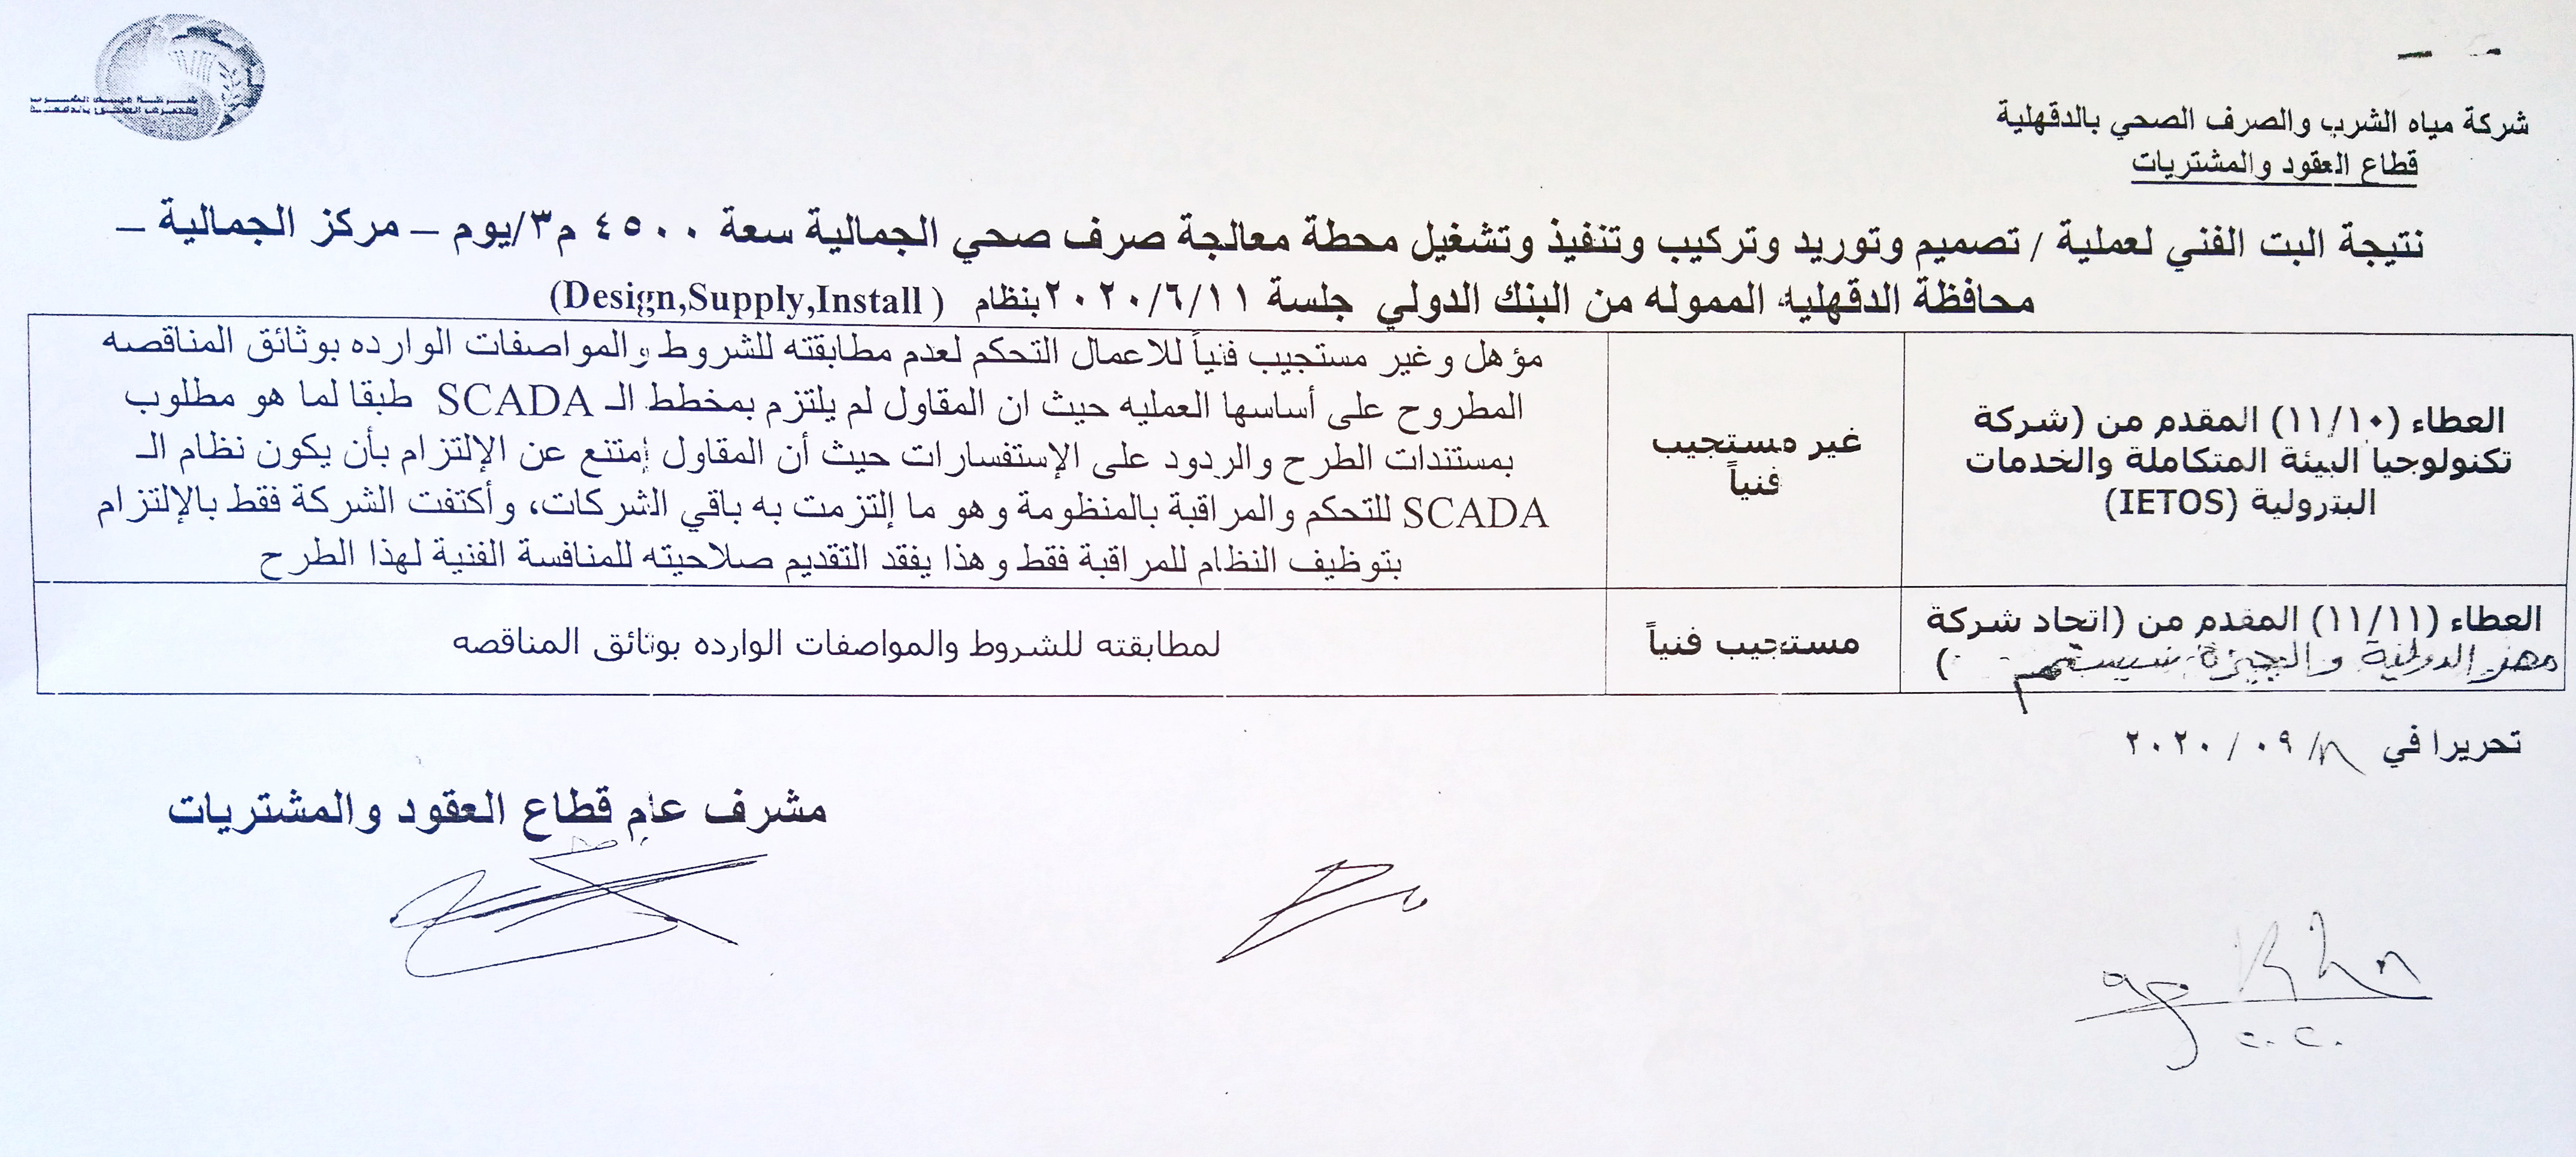 شركة مياه الشرب والصرف الصحي بالدقهلية
قطاع العقود والمشتريات
نتيجة البت الفني لعملية / تصميم وتوريد وتركيب وتنفيذ وتشغيل محطة معالجة صرف صحي الجمالية سعة ٤٥٠٠ م٣/يوم – مركز الجمالية –
محافظة الدقهليه المموله من البنك الدولي جلسة ٢٠٢٠/٦/١١ بنظام (Design,Supply,Install)
العطاء (١١/١٠) المقدم من (شركة
تكنولوجيا البيئة المتكاملة والخدمات
البترولية (IETOS)
غير مستجيب
فنياً
مؤهل وغير مستجيب فنياً للاعمال التحكم لعدم مطابقته للشروط والمواصفات الوارده بوثائق المناقصه
المطروح على أساسها العمليه حيث ان المقاول لم يلتزم بمخطط الـ SCADA طبقا لما هو مطلوب
بمستندات الطرح والردود على الإستفسارات حيث أن المقاول إمتنع عن الإلتزام بأن يكون نظام الـ
SCADA للتحكم والمراقبة بالمنظومة وهو ما إلتزمت به باقي الشركات، وأكتفت الشركة فقط بالإلتزام
بتوظيف النظام للمراقبة فقط وهذا يفقد التقديم صلاحيته للمنافسة الفنية لهذا الطرح
العطاء (١١/١١) المقدم من (اتحاد شركة
مصر الدولية والجيزة سيستم )
مستجيب فنياً
لمطابقته للشروط والمواصفات الوارده بوثائق المناقصه
تحريرا في / ٠٩ / ٢٠٢٠
مشرف عام قطاع العقود والمشتريات